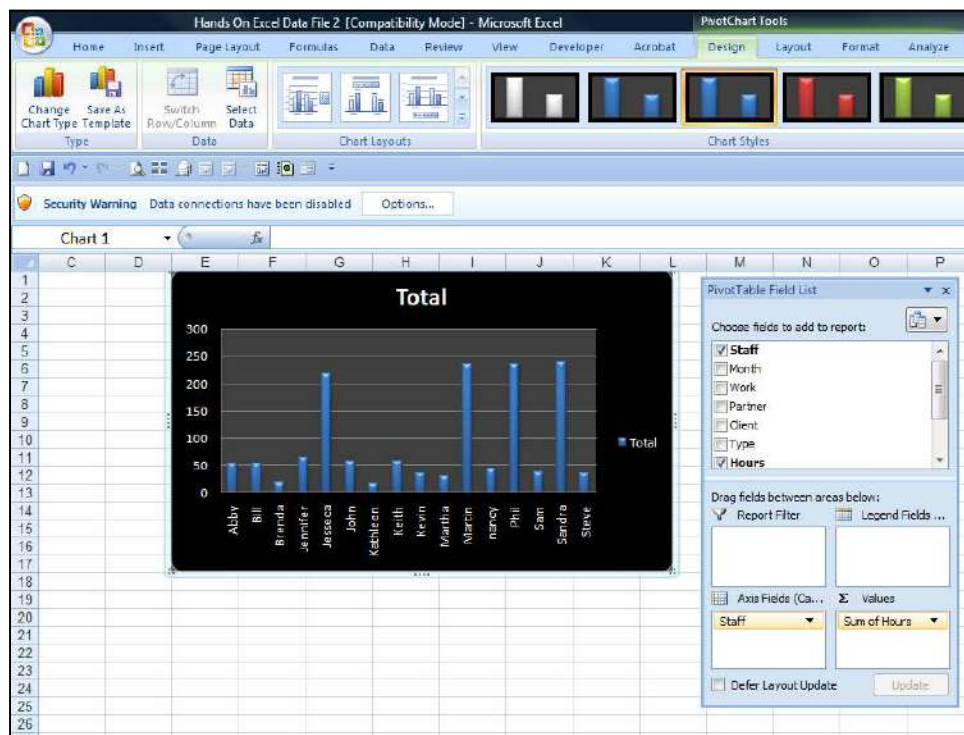 Hands On Excel Data File 2 [Compatibility Mode] - Microsoft Excel
PivotChart Tools
Home Insert Page Layout Formulas Data Review View Developer Acrobat Design Layout Format Analyze
Change Chart Type
Save As Template
Switch Row/Column
Select Data
Type Data Chart Layouts Chart Styles
Security Warning Data connections have been disabled Options...
Chart 1 fx
C D E F G H I J K L M N O P
1
2
3
4
5
6
7
8
9
10
11
12
13
14
15
16
17
18
19
20
21
22
23
24
25
26
Total
300
250
200
150
100
50
0
Abby
Bill
Brenda
Jennifer
Jesseca
John
Kathleen
Keith
Kevin
Martha
Martin
nancy
Phil
Sam
Sandra
Steve
Total
PivotTable Field List
Choose fields to add to report:
Staff
Month
Work
Partner
Client
Type
Hours
Drag fields between areas below:
Report Filter Legend Fields ...
Axis Fields (Ca... Σ Values
Staff Sum of Hours
Defer Layout Update Update